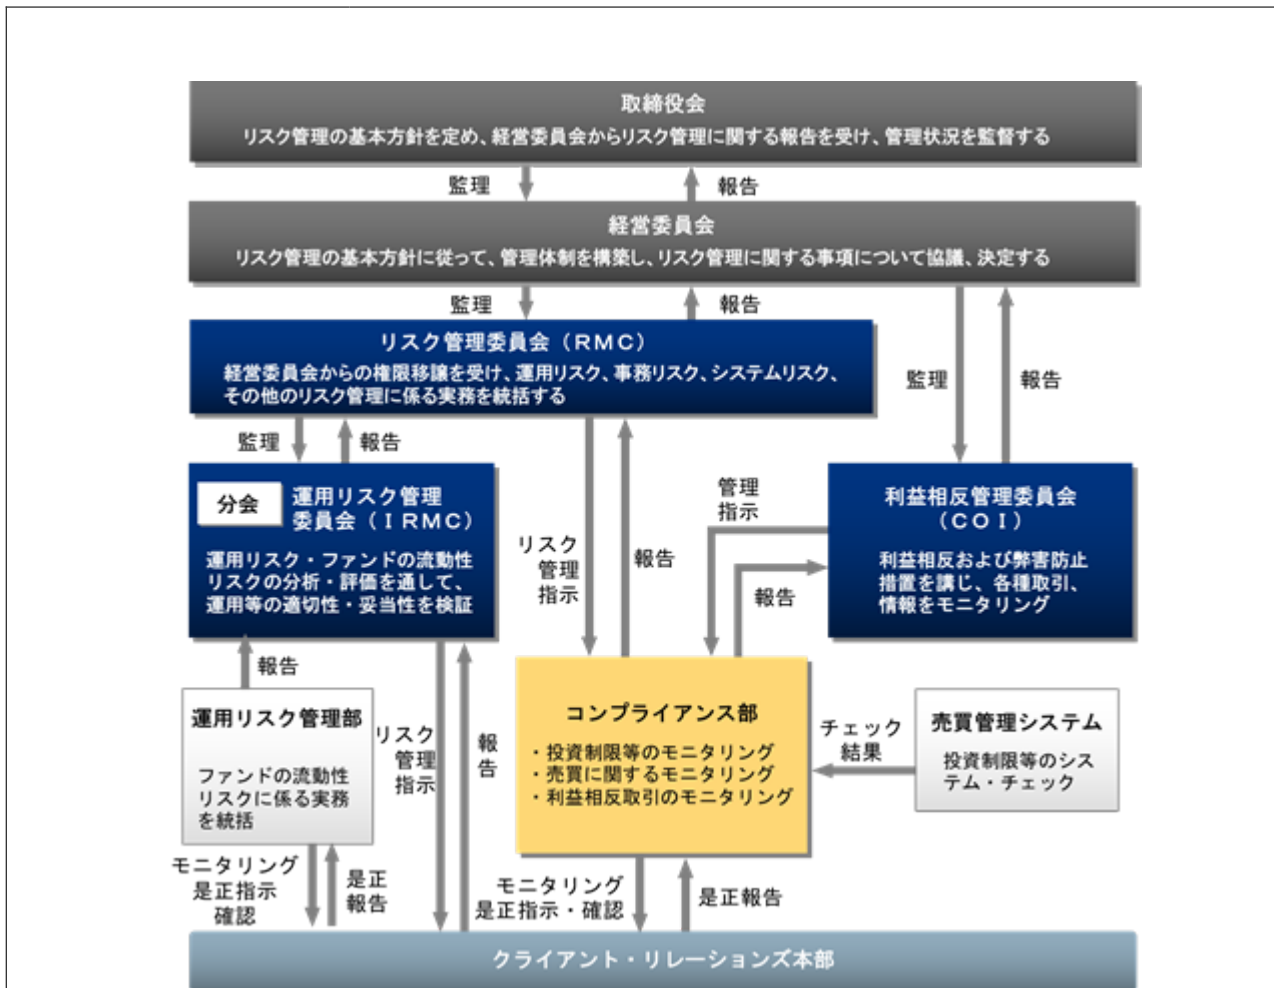 取締役会
リスク管理の基本方針を定め、経営委員会からリスク管理に関する報告を受け、管理状況を監督する
監理
報告
経営委員会
リスク管理の基本方針に従って、管理体制を構築し、リスク管理に関する事項について協議、決定する
監理
報告
リスク管理委員会（RMC）
経営委員会からの権限移譲を受け、運用リスク、事務リスク、システムリスク、
その他のリスク管理に係る実務を統括する
監理
報告
監理
報告
分会
運用リスク管理
委員会（IRMC）
運用リスク・ファンドの流動性
リスクの分析・評価を通して、
運用等の適切性・妥当性を検証
リスク
管理
指示
報告
管理
指示
報告
利益相反管理委員会
（COI）
利益相反および弊害防止
措置を講じ、各種取引、
情報をモニタリング
報告
運用リスク管理部
ファンドの流動性
リスクに係る実務
を統括
リスク
管理
指示
報
告
コンプライアンス部
・投資制限等のモニタリング
・売買に関するモニタリング
・利益相反取引のモニタリング
チェック
結果
売買管理システム
投資制限等のシス
テム・チェック
モニタリング
是正指示
確認
是正
報告
モニタリング
是正指示・確認
是正報告
クライアント・リレーションズ本部